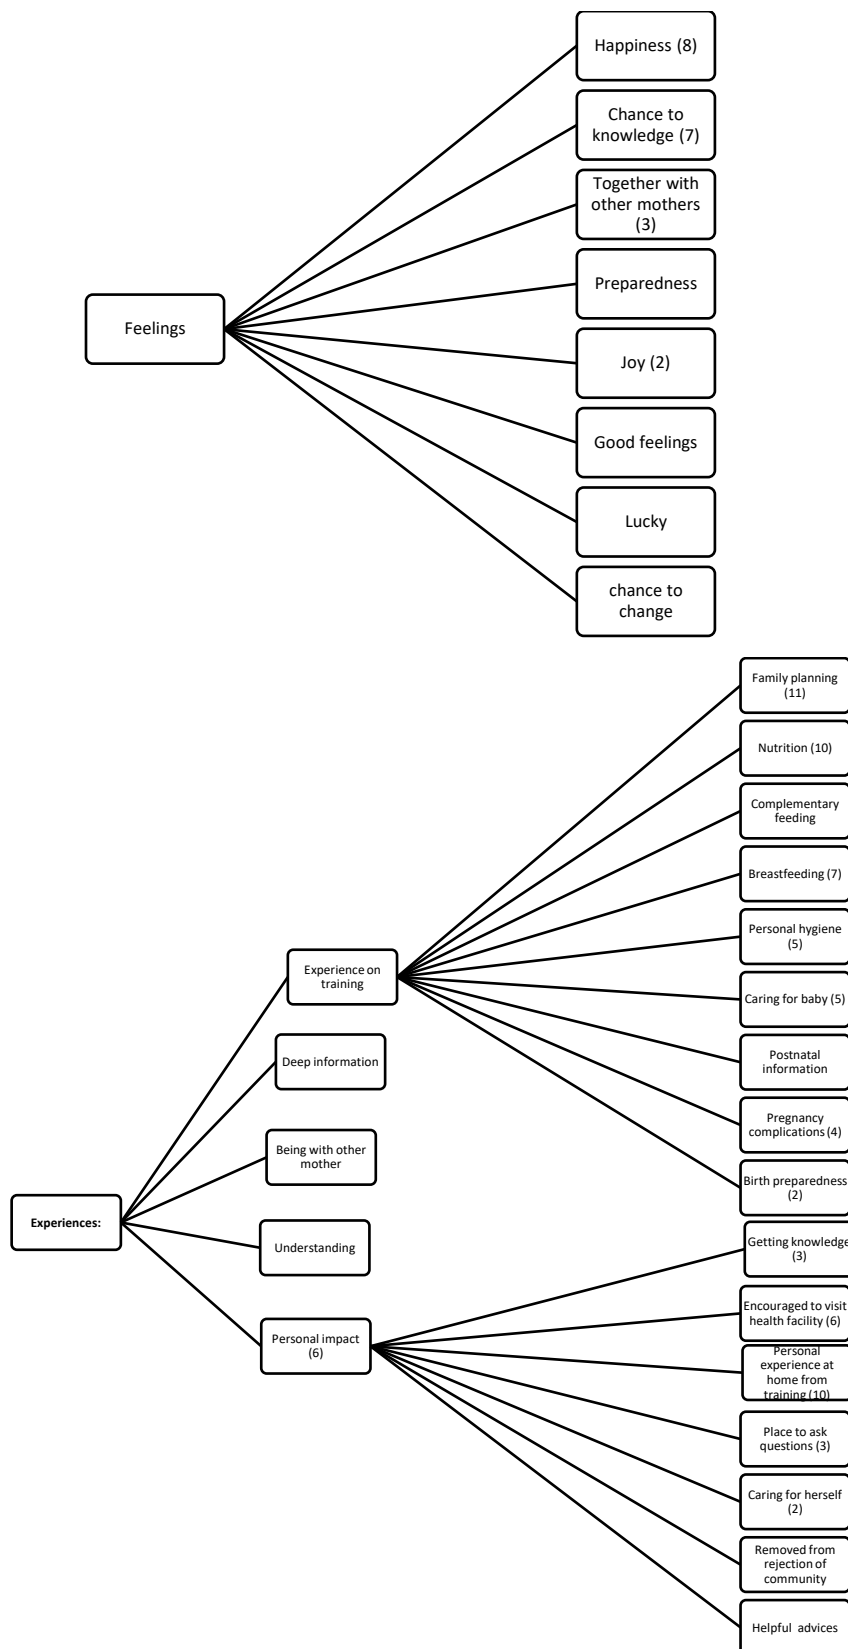 Happiness (8)
Chance to
knowledge (7)
Together with
other mothers
(3)
Feelings
Preparedness
Joy (2)
Good feelings
Lucky
chance to
change
Family planning
(11)
Nutrition (10)
Complementary
feeding
Breastfeeding (7)
Personal hygiene
(5)
Experience on
training
Caring for baby (5)
Deep information
Postnatal
information
Pregnancy
complications (4)
Being with other
mother
Birth preparedness
(2)
Experiences:
Understanding
Getting knowledge
(3)
Personal impact
(6)
Encouraged to visit
health facility (6)
Personal
experience at
home from
training (10)
Place to ask
questions (3)
Caring for herself
(2)
Removed from
rejection of
community
Helpful advices